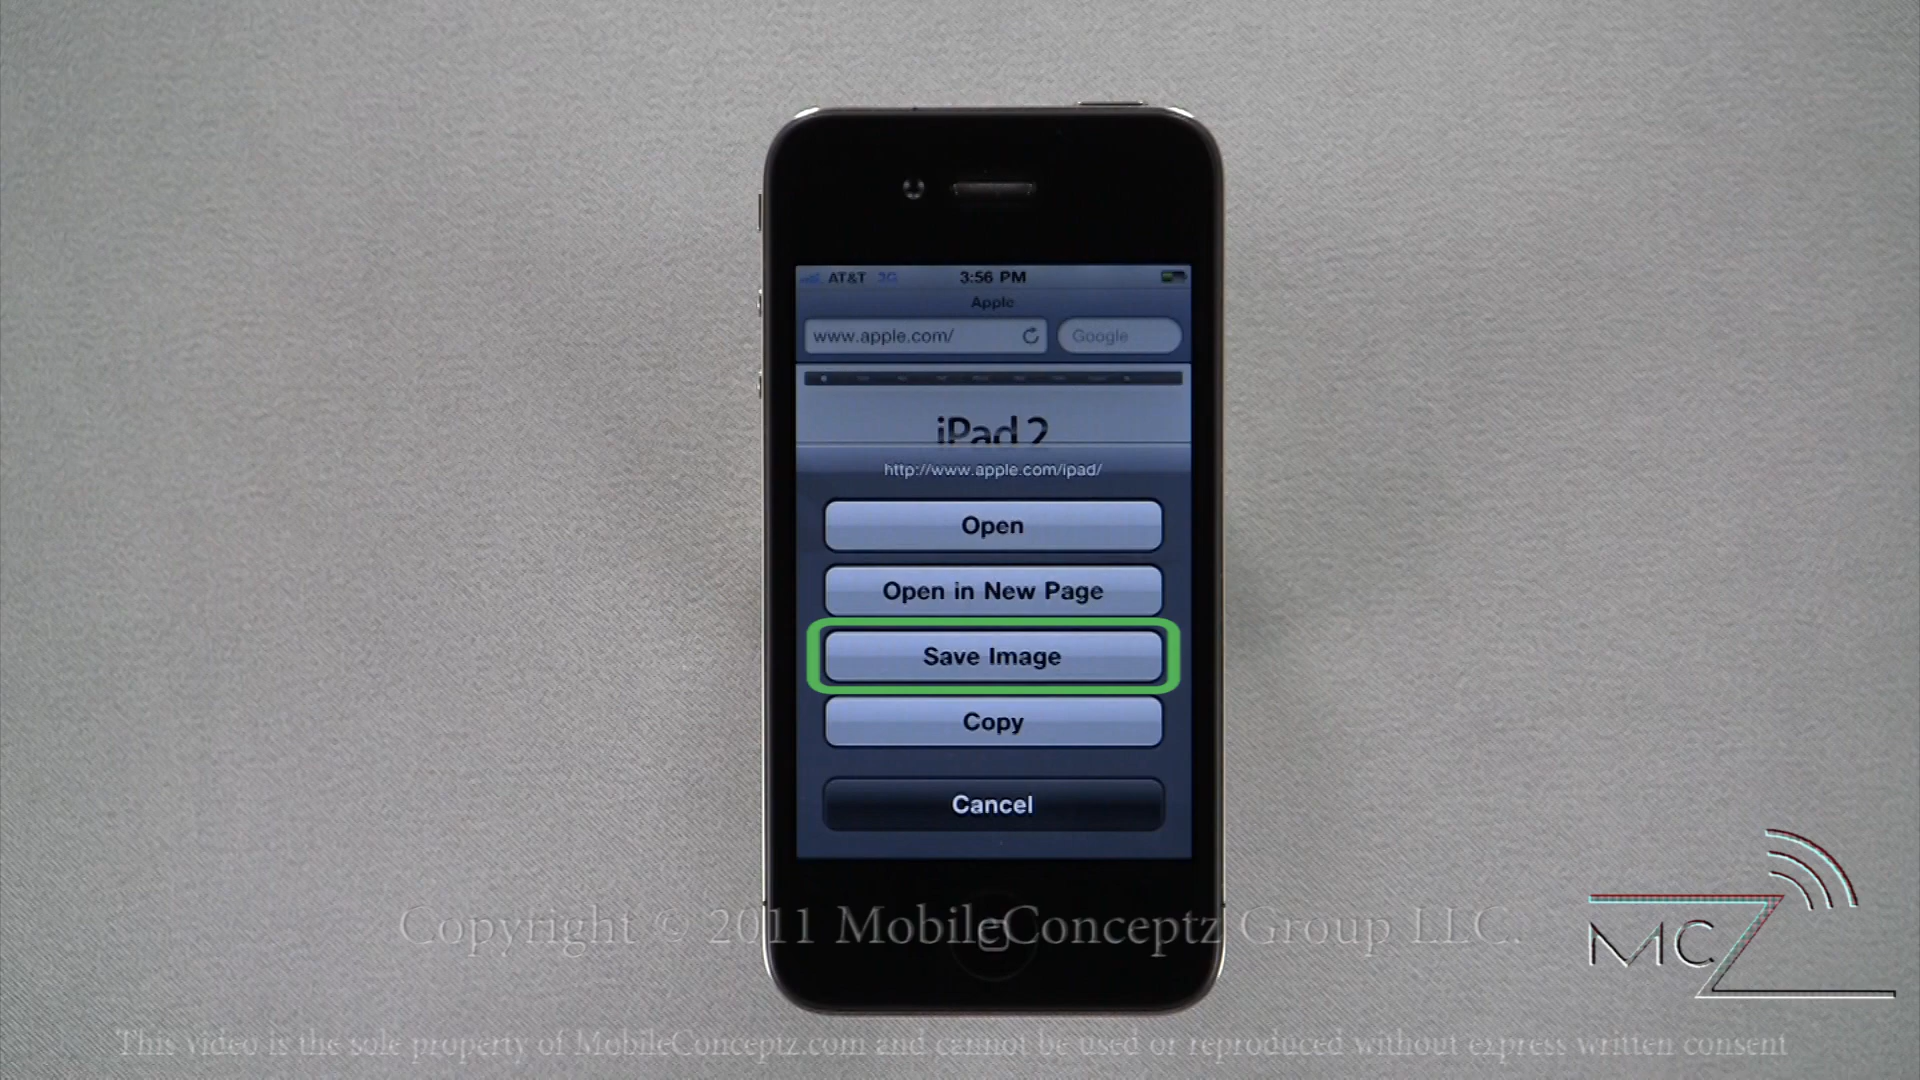 AT&T 3G 3:56 PM
Apple
www.apple.com/ Google
iPad 2
http://www.apple.com/ipad/
Open
Open in New Page
Save Image
Copy
Cancel
Copyright © 2011 MobileConceptz Group LLC.
MCZ
This video is the sole property of MobileConceptz.com and cannot be used or reproduced without express written consent